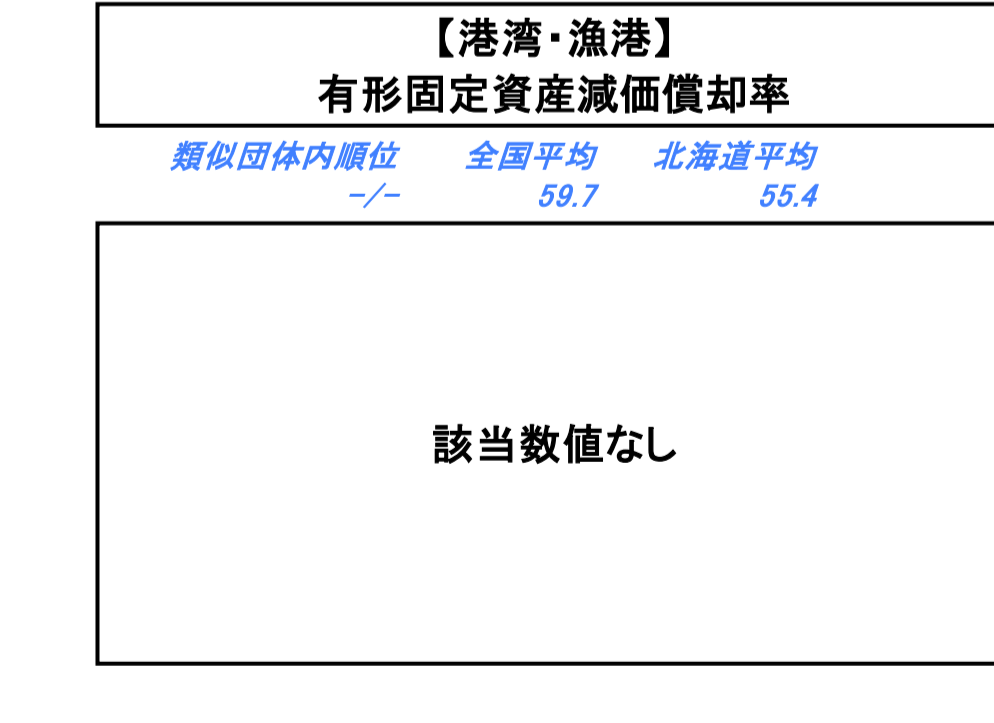 【港湾・漁港】
有形固定資産減価償却率
類似団体内順位 全国平均 北海道平均
-/- 59.7 55.4
該当数値なし